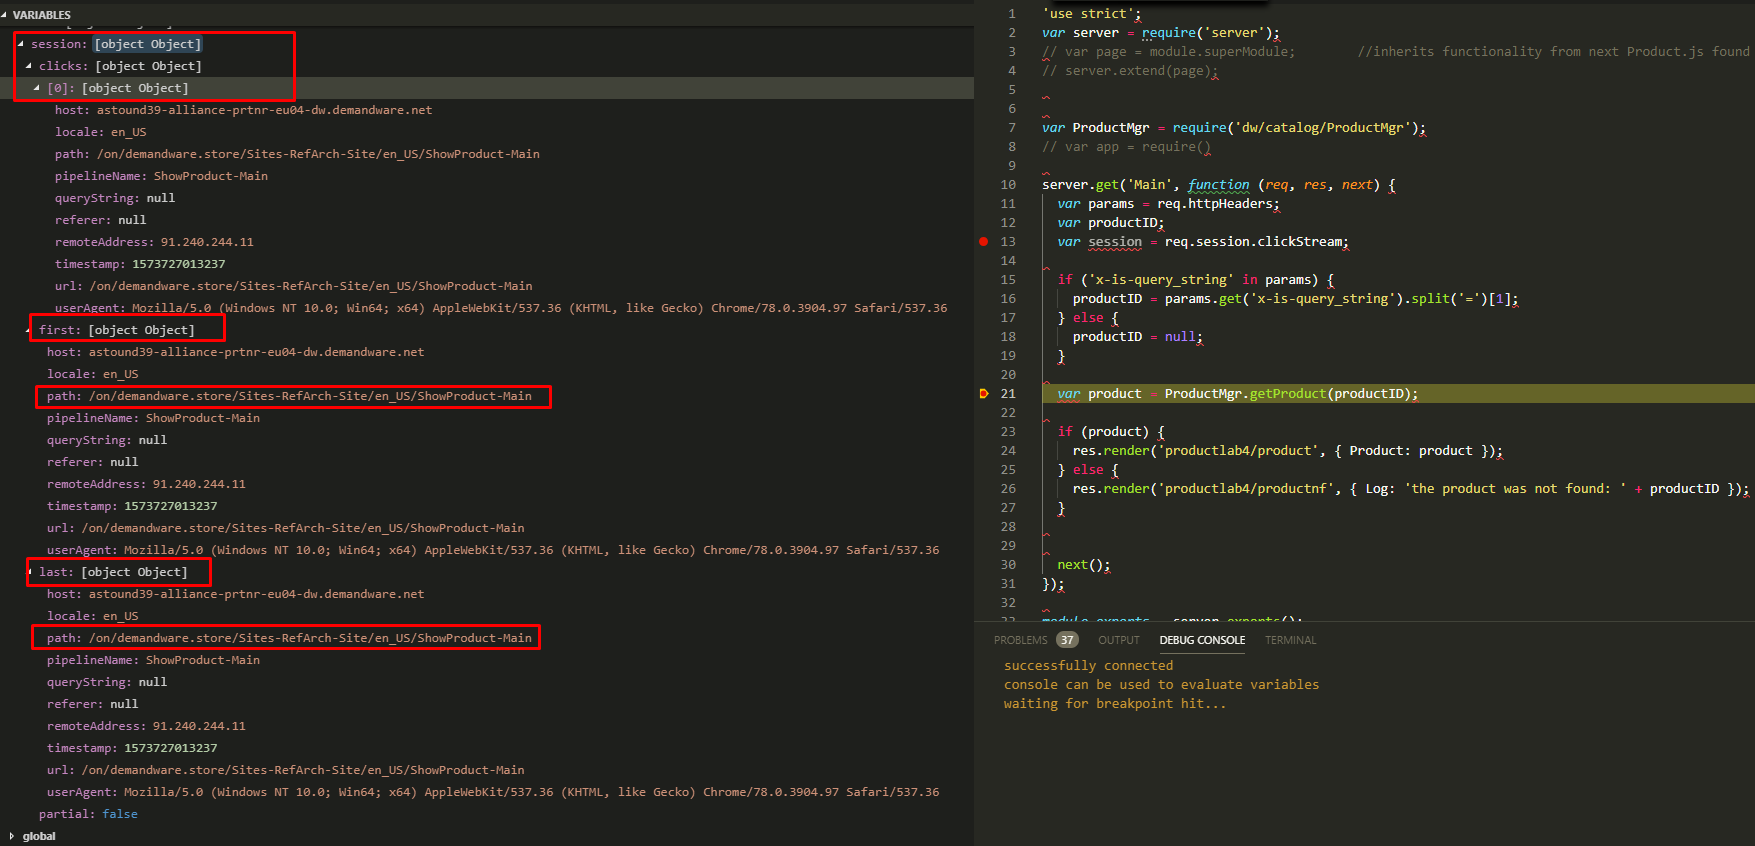 VARIABLES
session: [object Object]
clicks: [object Object]
[0]: [object Object]
host: astound39-alliance-prtnr-eu04-dw.demandware.net
locale: en_US
path: /on/demandware.store/Sites-RefArch-Site/en_US/ShowProduct-Main
pipelineName: ShowProduct-Main
queryString: null
referer: null
remoteAddress: 91.240.244.11
timestamp: 1573727013237
url: /on/demandware.store/Sites-RefArch-Site/en_US/ShowProduct-Main
userAgent: Mozilla/5.0 (Windows NT 10.0; Win64; x64) AppleWebKit/537.36 (KHTML, like Gecko) Chrome/78.0.3904.97 Safari/537.36
first: [object Object]
host: astound39-alliance-prtnr-eu04-dw.demandware.net
locale: en_US
path: /on/demandware.store/Sites-RefArch-Site/en_US/ShowProduct-Main
pipelineName: ShowProduct-Main
queryString: null
referer: null
remoteAddress: 91.240.244.11
timestamp: 1573727013237
url: /on/demandware.store/Sites-RefArch-Site/en_US/ShowProduct-Main
userAgent: Mozilla/5.0 (Windows NT 10.0; Win64; x64) AppleWebKit/537.36 (KHTML, like Gecko) Chrome/78.0.3904.97 Safari/537.36
last: [object Object]
host: astound39-alliance-prtnr-eu04-dw.demandware.net
locale: en_US
path: /on/demandware.store/Sites-RefArch-Site/en_US/ShowProduct-Main
pipelineName: ShowProduct-Main
queryString: null
referer: null
remoteAddress: 91.240.244.11
timestamp: 1573727013237
url: /on/demandware.store/Sites-RefArch-Site/en_US/ShowProduct-Main
userAgent: Mozilla/5.0 (Windows NT 10.0; Win64; x64) AppleWebKit/537.36 (KHTML, like Gecko) Chrome/78.0.3904.97 Safari/537.36
partial: false
global
1 'use strict';
2 var server = require('server');
3 // var page = module.superModule; //inherits functionality from next Product.js found
4 // server.extend(page);
5
6
7 var ProductMgr = require('dw/catalog/ProductMgr');
8 // var app = require()
9
10 server.get('Main', function (req, res, next) {
11 var params = req.httpHeaders;
12 var productID;
13 var session = req.session.clickStream;
14
15 if ('x-is-query_string' in params) {
16 productID = params.get('x-is-query_string').split('=')[1];
17 } else {
18 productID = null;
19 }
20
21 var product = ProductMgr.getProduct(productID);
22
23 if (product) {
24 res.render('productlab4/product', { Product: product });
25 } else {
26 res.render('productlab4/productnf', { Log: 'the product was not found: ' + productID });
27 }
28
29
30 next();
31 });
32
33 module.exports = server.exports();
PROBLEMS 37 OUTPUT DEBUG CONSOLE TERMINAL
successfully connected
console can be used to evaluate variables
waiting for breakpoint hit...